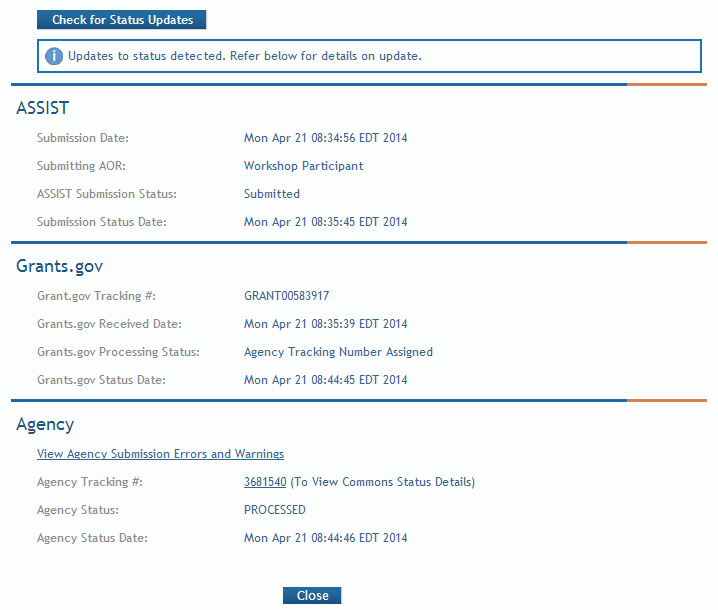 Check for Status Updates
i Updates to status detected. Refer below for details on update.
ASSIST
Submission Date: Mon Apr 21 08:34:56 EDT 2014
Submitting AOR: Workshop Participant
ASSIST Submission Status: Submitted
Submission Status Date: Mon Apr 21 08:35:45 EDT 2014
Grants.gov
Grant.gov Tracking #: GRANT00583917
Grants.gov Received Date: Mon Apr 21 08:35:39 EDT 2014
Grants.gov Processing Status: Agency Tracking Number Assigned
Grants.gov Status Date: Mon Apr 21 08:44:45 EDT 2014
Agency
View Agency Submission Errors and Warnings
Agency Tracking #: 3681540 (To View Commons Status Details)
Agency Status: PROCESSED
Agency Status Date: Mon Apr 21 08:44:46 EDT 2014
Close